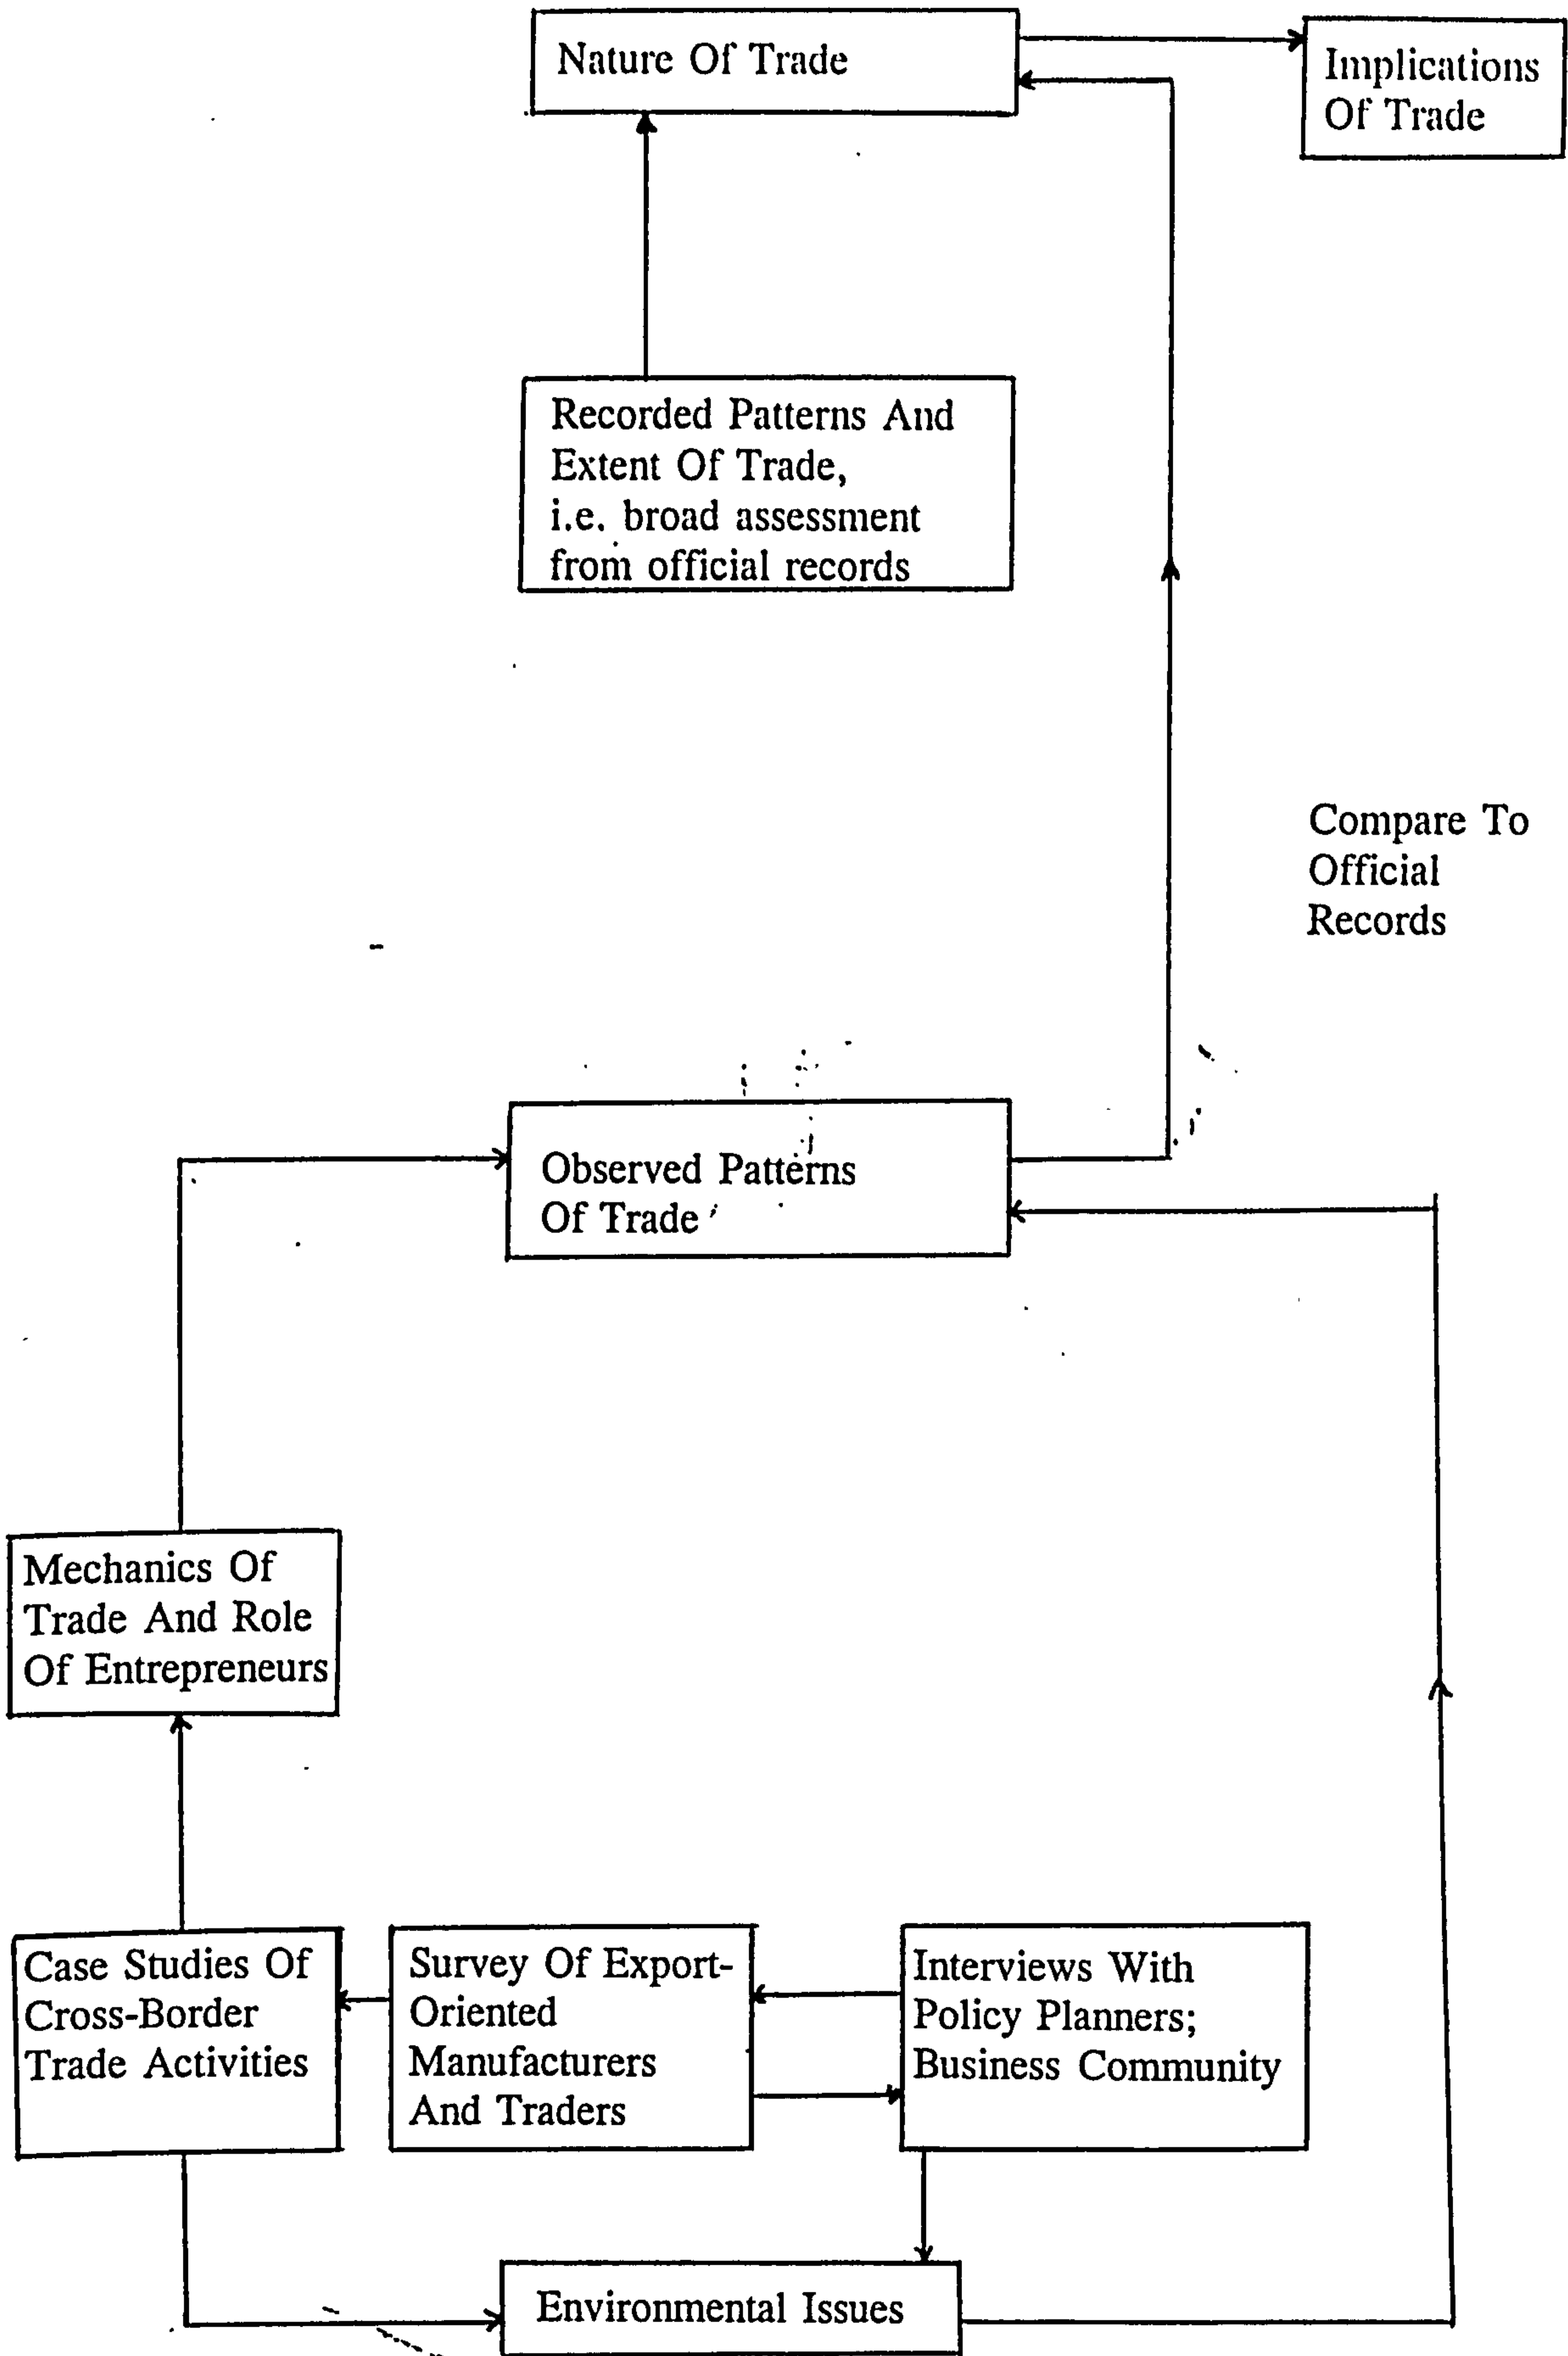 Nature Of Trade
Implications
Of Trade
Recorded Patterns And
Extent Of Trade,
i.e. broad assessment
from official records
Compare To
Official
Records
Observed Patterns
Of Trade
Mechanics Of
Trade And Role
Of Entrepreneurs
Case Studies Of
Cross-Border
Trade Activities
Survey Of Export-
Oriented
Manufacturers
And Traders
Interviews With
Policy Planners;
Business Community
Environmental Issues